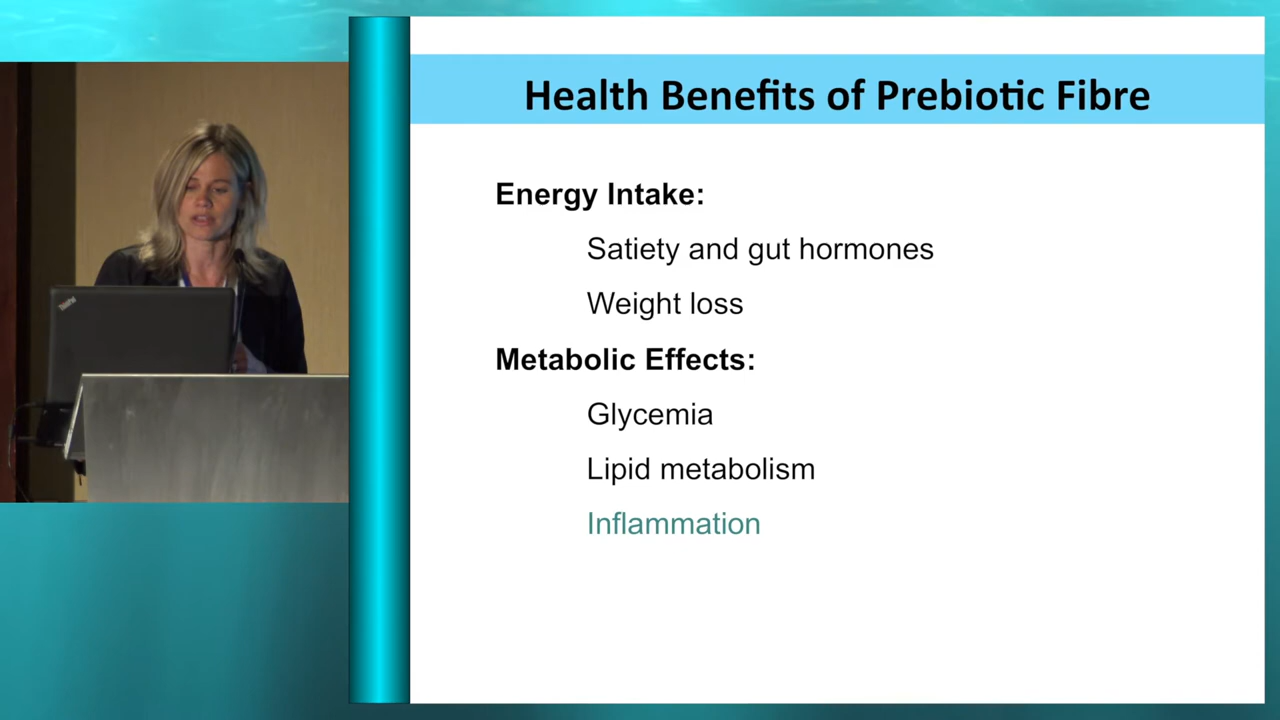 Health Benefits of Prebiotic Fibre
Energy Intake:
Satiety and gut hormones
Weight loss
Metabolic Effects:
Glycemia
Lipid metabolism
Inflammation
ThinkPad